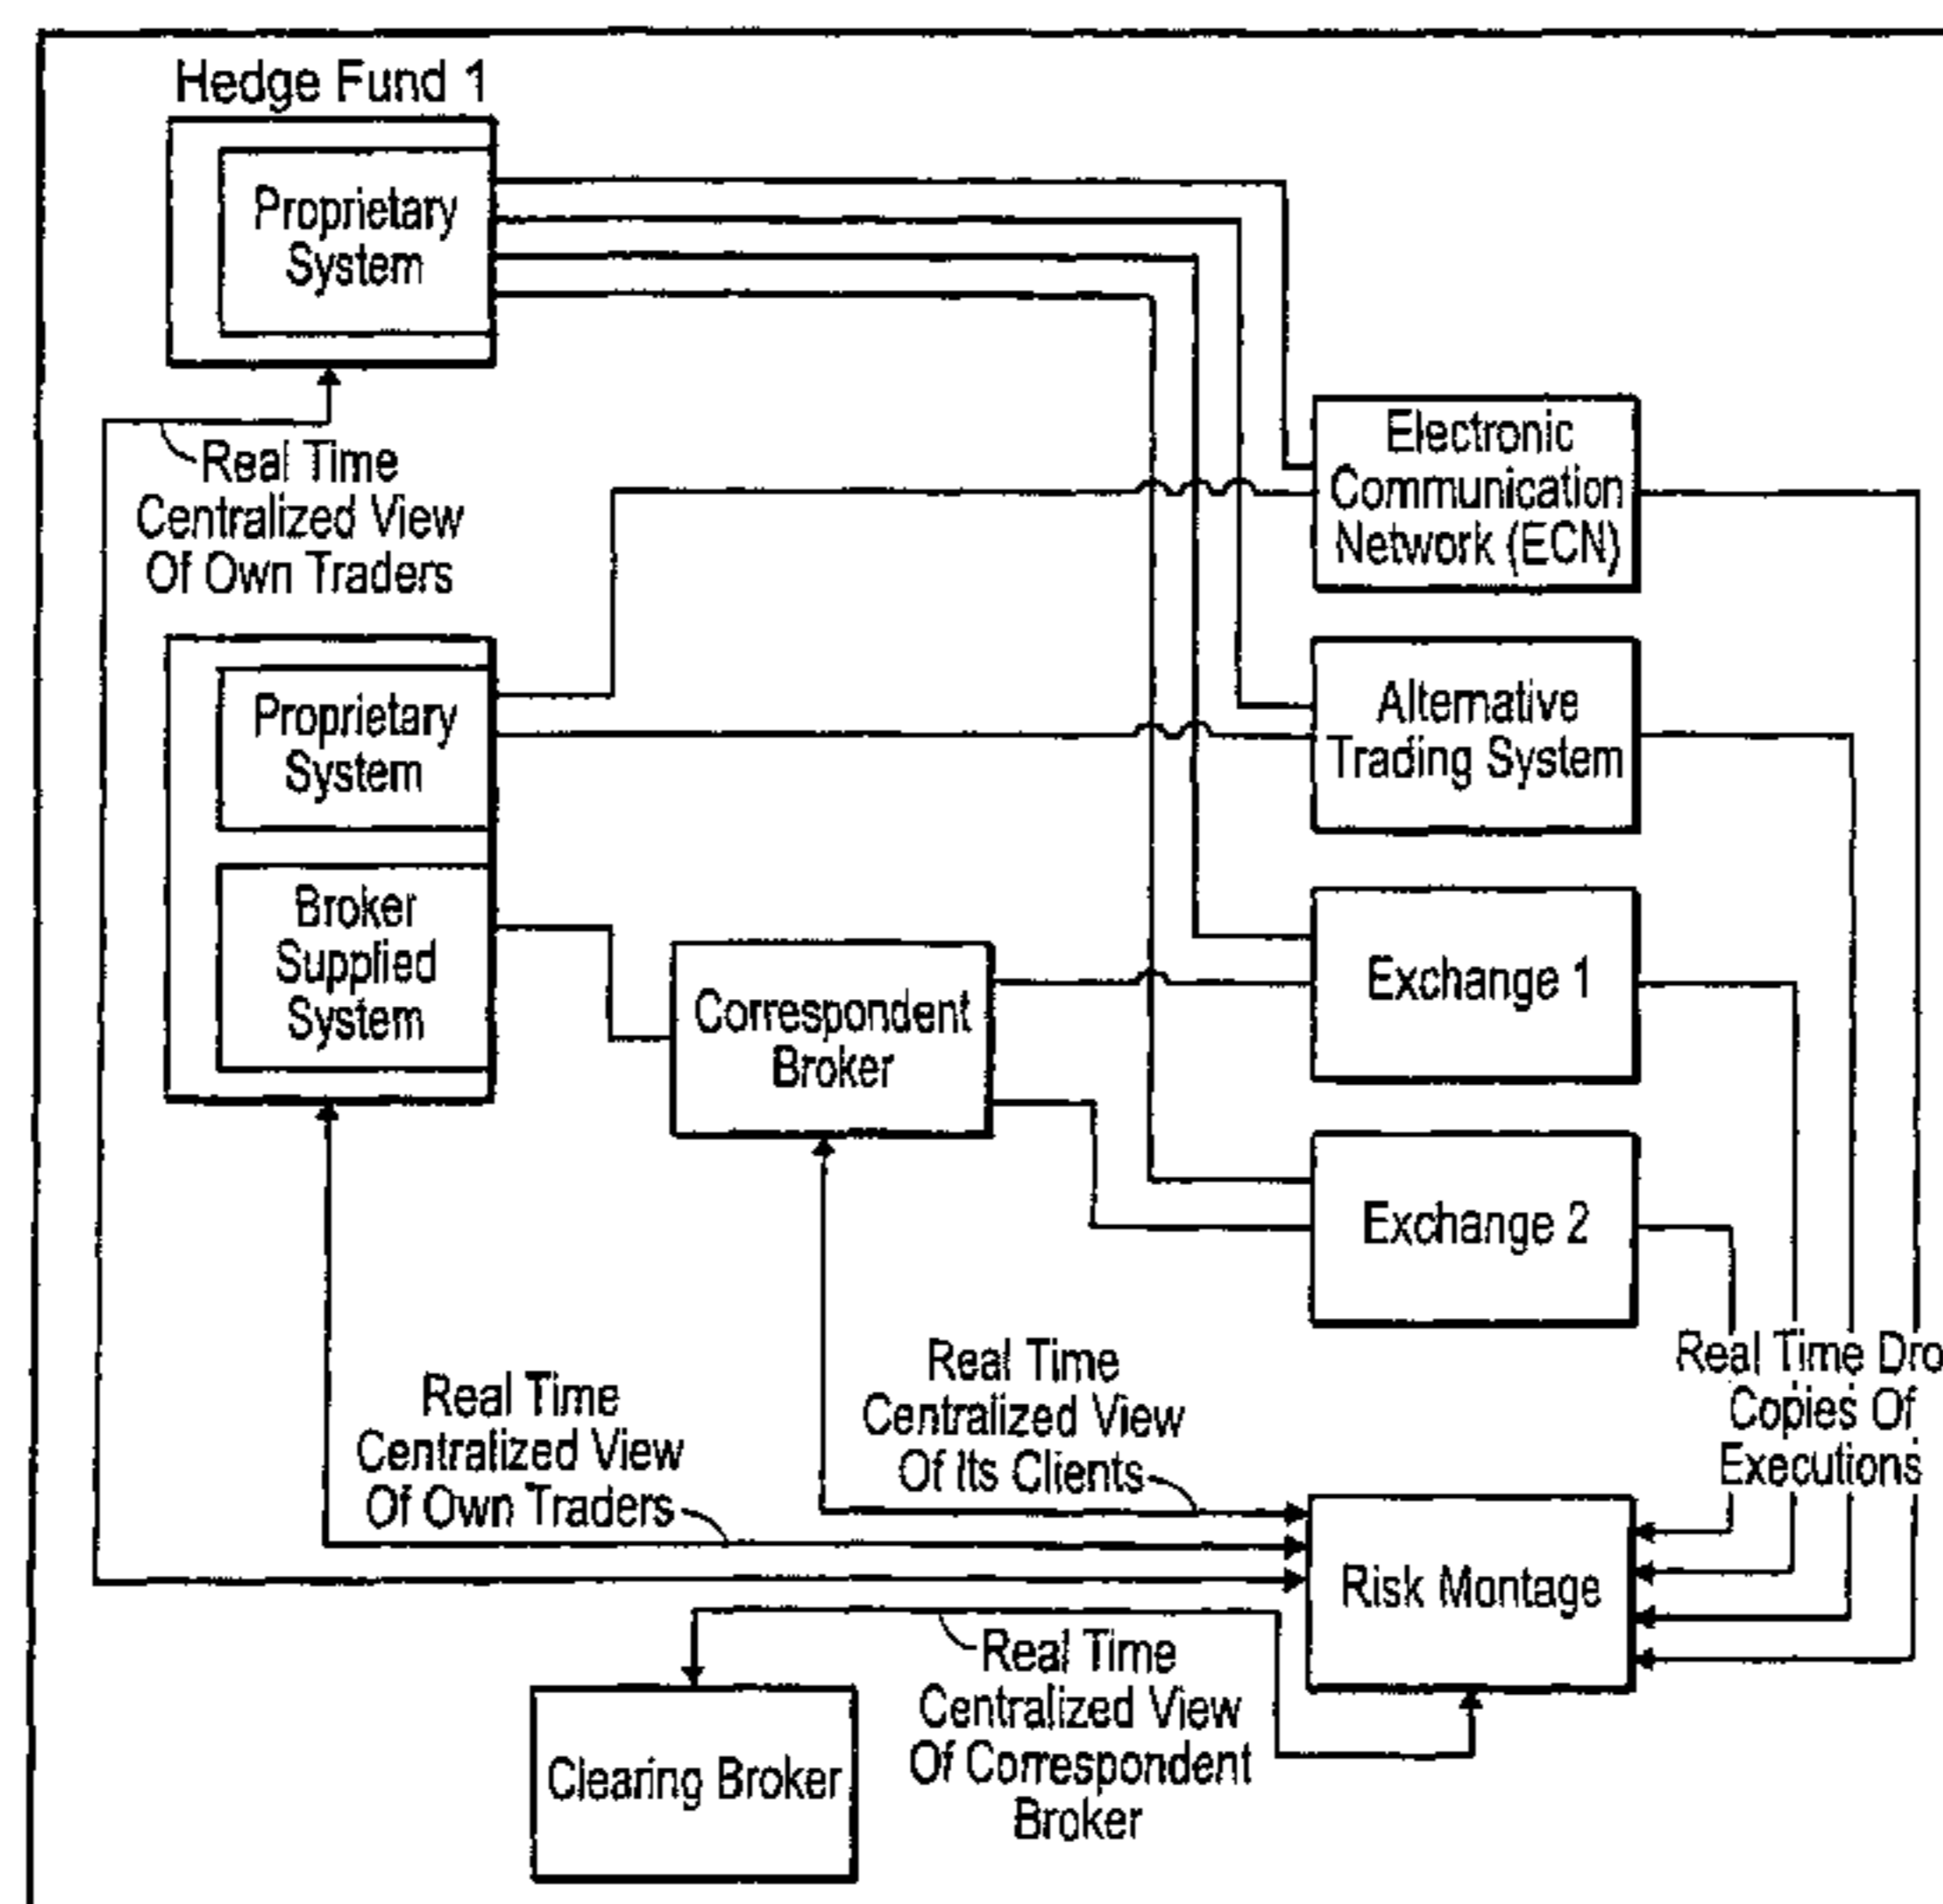 Hedge Fund 1
Proprietary
System
Real Time
Centralized View
Of Own Traders
Electronic
Communication
Network (ECN)
Proprietary
System
Alternative
Trading System
Broker
Supplied
System
Correspondent
Broker
Exchange 1
Exchange 2
Real Time Dro
Copies Of
Executions
Real Time
Centralized View
Of Its Clients
Real Time
Centralized View
Of Own Traders
Risk Montage
Real Time
Centralized View
Of Correspondent
Broker
Clearing Broker